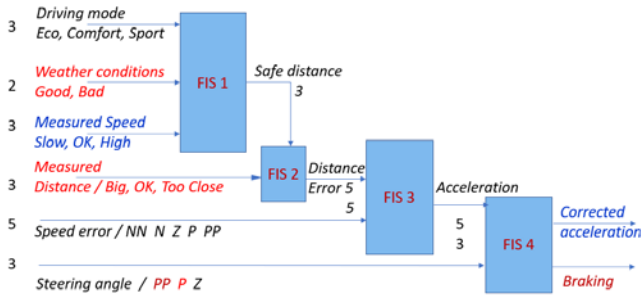 3
Driving mode
Eco, Comfort, Sport
2
Weather conditions
Good, Bad
FIS 1
Safe distance
3
3
Measured Speed
Slow, OK, High
3
Measured
Distance / Big, OK, Too Close
FIS 2
Distance
Error 5
5
FIS 3
Acceleration
5
Speed error / NN N Z P PP
5
3
FIS 4
Corrected
acceleration
3
Steering angle / PP P Z
Braking